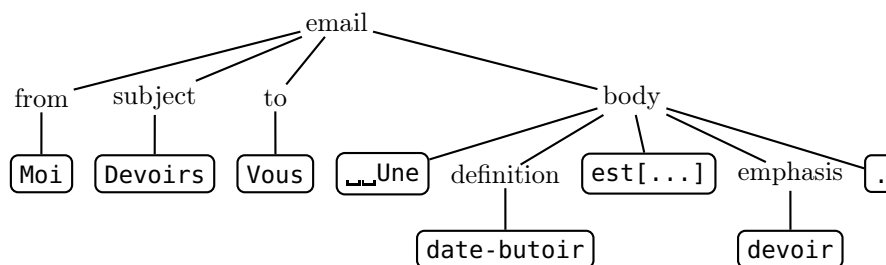 email
from subject to body
Moi Devoirs Vous ␣␣Une definition est[...] emphasis .
date-butoir devoir